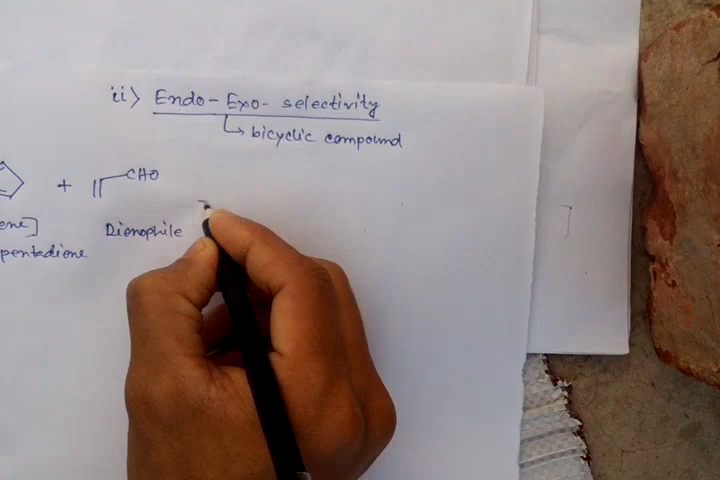 ii) Endo-Exo-selectivity
↳ bicyclic compound
+ CHO
ene] Dienophile
pentadiene